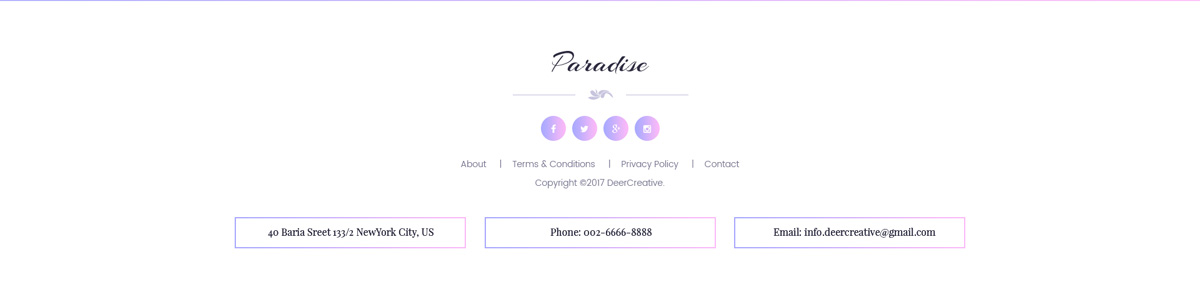 Paradise
About | Terms & Conditions | Privacy Policy | Contact
Copyright ©2017 DeerCreative.
40 Baria Sreet 133/2 NewYork City, US
Phone: 002-6666-8888
Email: info.deercreative@gmail.com